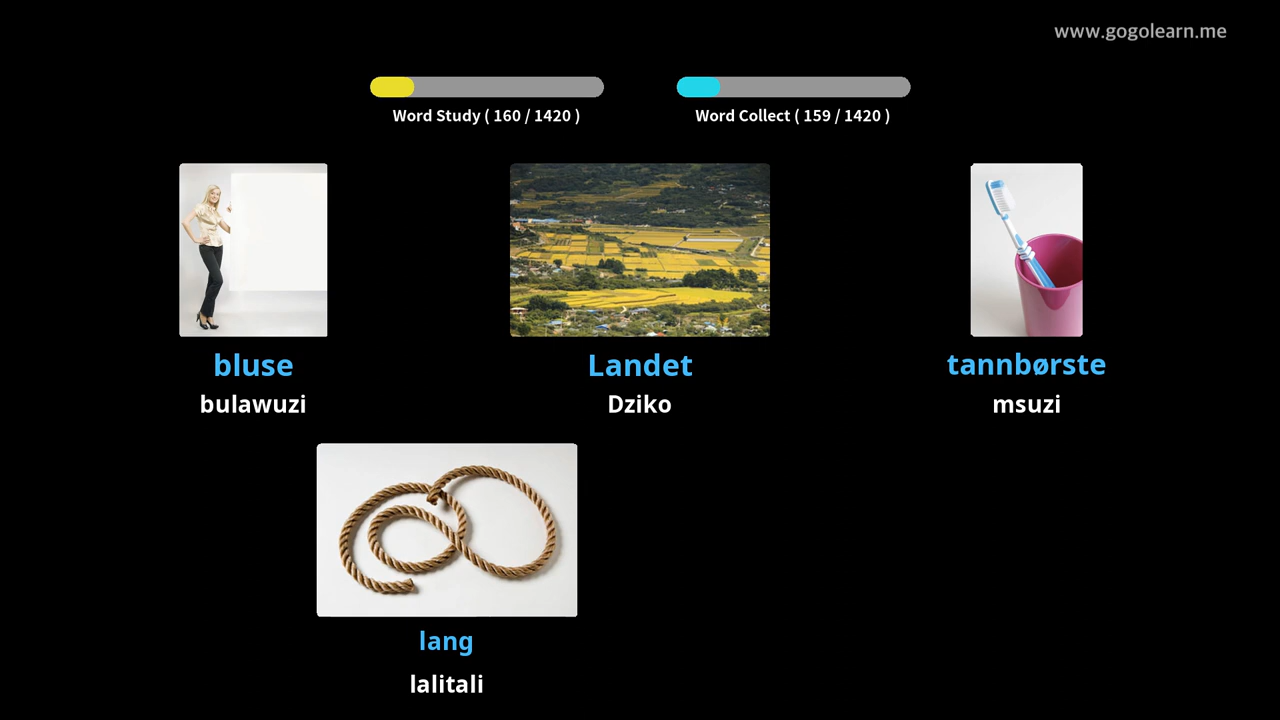 www.gogolearn.me
Word Study ( 160 / 1420 )
Word Collect ( 159 / 1420 )
bluse
bulawuzi
Landet
Dziko
tannbørste
msuzi
lang
lalitali